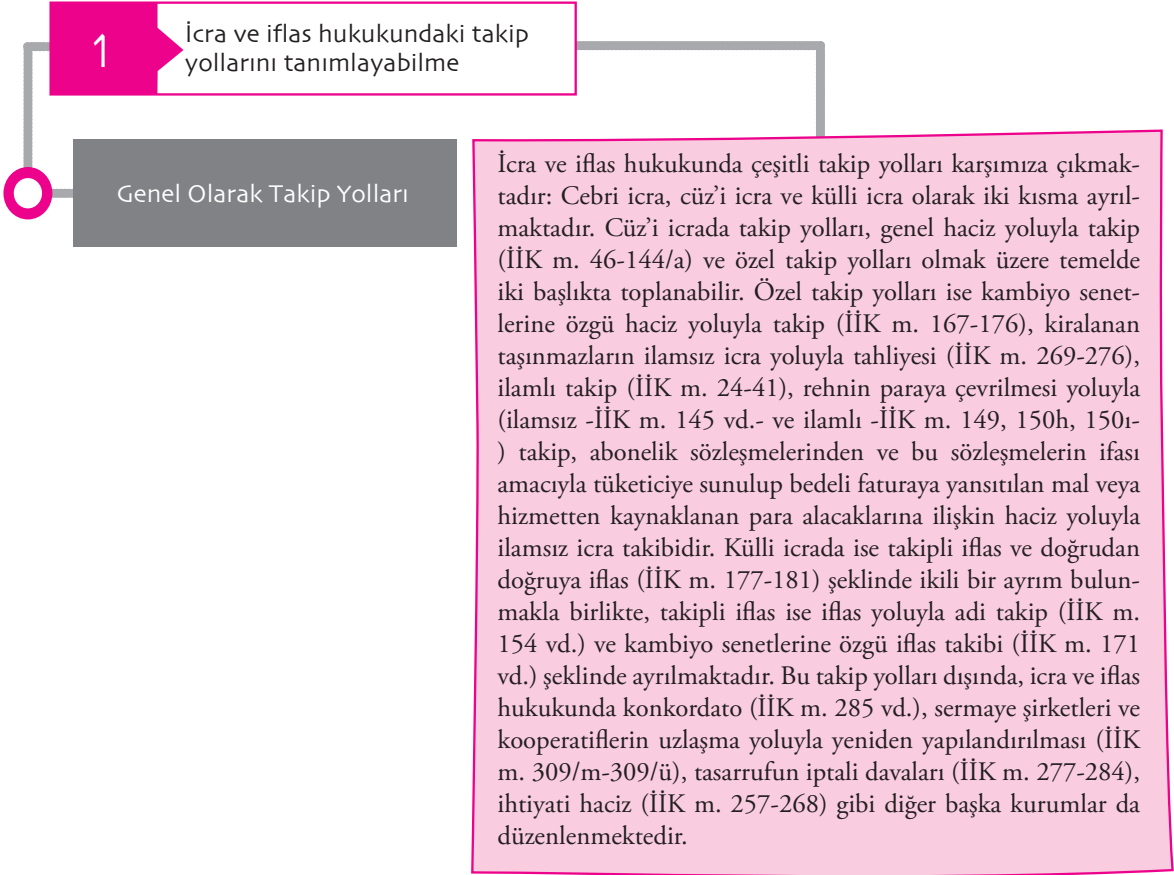 1
İcra ve iflas hukukundaki takip
yollarını tanımlayabilme
Genel Olarak Takip Yolları
İcra ve iflas hukukunda çeşitli takip yolları karşımıza çıkmak-
tadır: Cebri icra, cüz’i icra ve külli icra olarak iki kısma ayrıl-
maktadır. Cüz’i icrada takip yolları, genel haciz yoluyla takip
(İİK m. 46-144/a) ve özel takip yolları olmak üzere temelde
iki başlıkta toplanabilir. Özel takip yolları ise kambiyo senet-
lerine özgü haciz yoluyla takip (İİK m. 167-176), kiralanan
taşınmazların ilamsız icra yoluyla tahliyesi (İİK m. 269-276),
ilamlı takip (İİK m. 24-41), rehnin paraya çevrilmesi yoluyla
(ilamsız -İİK m. 145 vd.- ve ilamlı -İİK m. 149, 150h, 150ı-
) takip, abonelik sözleşmelerinden ve bu sözleşmelerin ifası
amacıyla tüketiciye sunulup bedeli faturaya yansıtılan mal veya
hizmetten kaynaklanan para alacaklarına ilişkin haciz yoluyla
ilamsız icra takibidir. Külli icrada ise takipli iflas ve doğrudan
doğruya iflas (İİK m. 177-181) şeklinde ikili bir ayrım bulun-
makla birlikte, takipli iflas ise iflas yoluyla adi takip (İİK m.
154 vd.) ve kambiyo senetlerine özgü iflas takibi (İİK m. 171
vd.) şeklinde ayrılmaktadır. Bu takip yolları dışında, icra ve iflas
hukukunda konkordato (İİK m. 285 vd.), sermaye şirketleri ve
kooperatiflerin uzlaşma yoluyla yeniden yapılandırılması (İİK
m. 309/m-309/ü), tasarrufun iptali davaları (İİK m. 277-284),
ihtiyati haciz (İİK m. 257-268) gibi diğer başka kurumlar da
düzenlenmektedir.